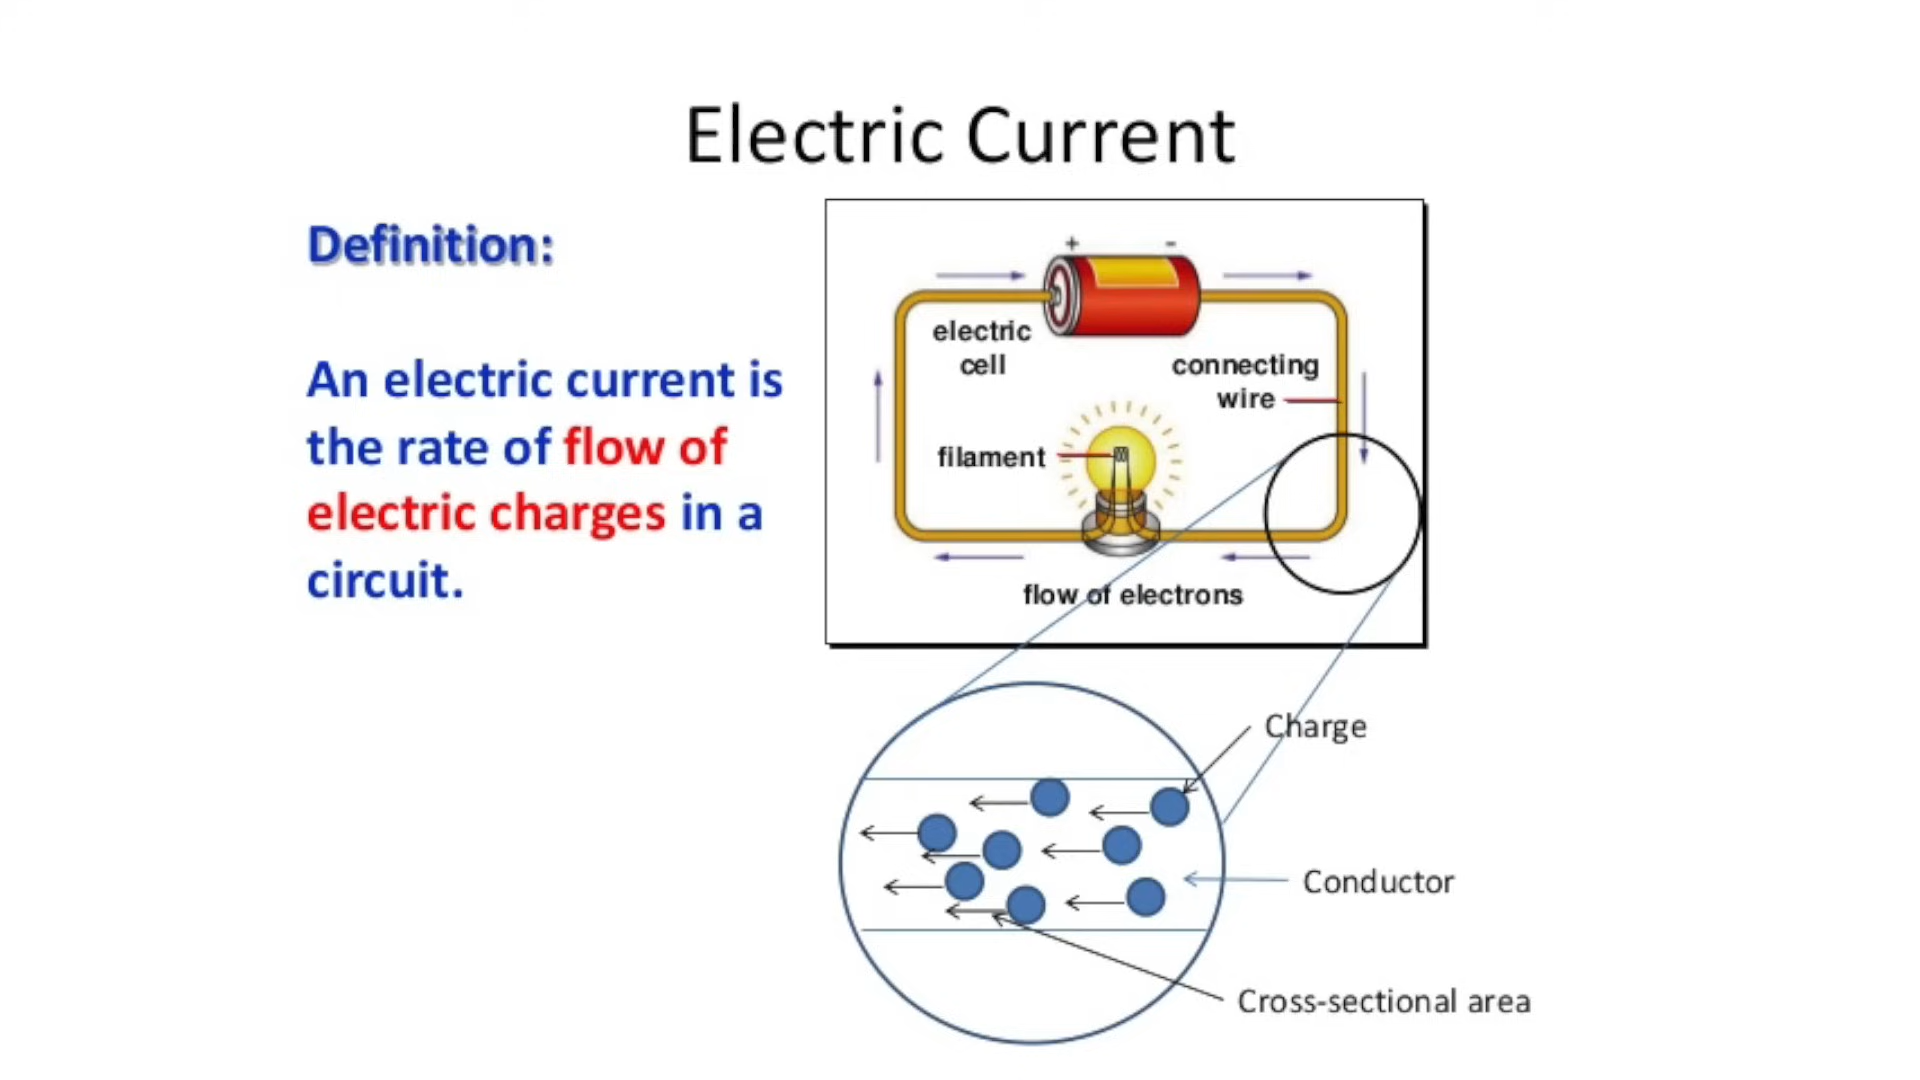 Electric Current
Definition:
An electric current is
the rate of flow of
electric charges in a
circuit.
+ -
electric
cell
connecting
wire
filament
flow of electrons
Charge
Conductor
Cross-sectional area